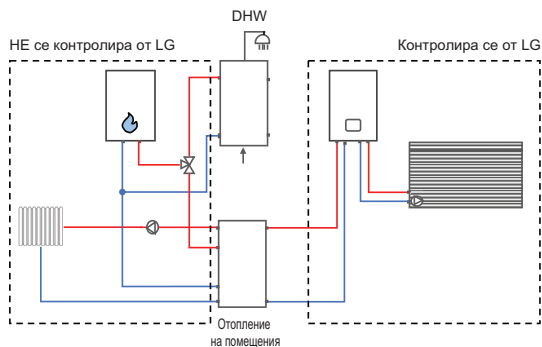 DHW
НЕ се контролира от LG
Контролира се от LG
Отопление
на помещения